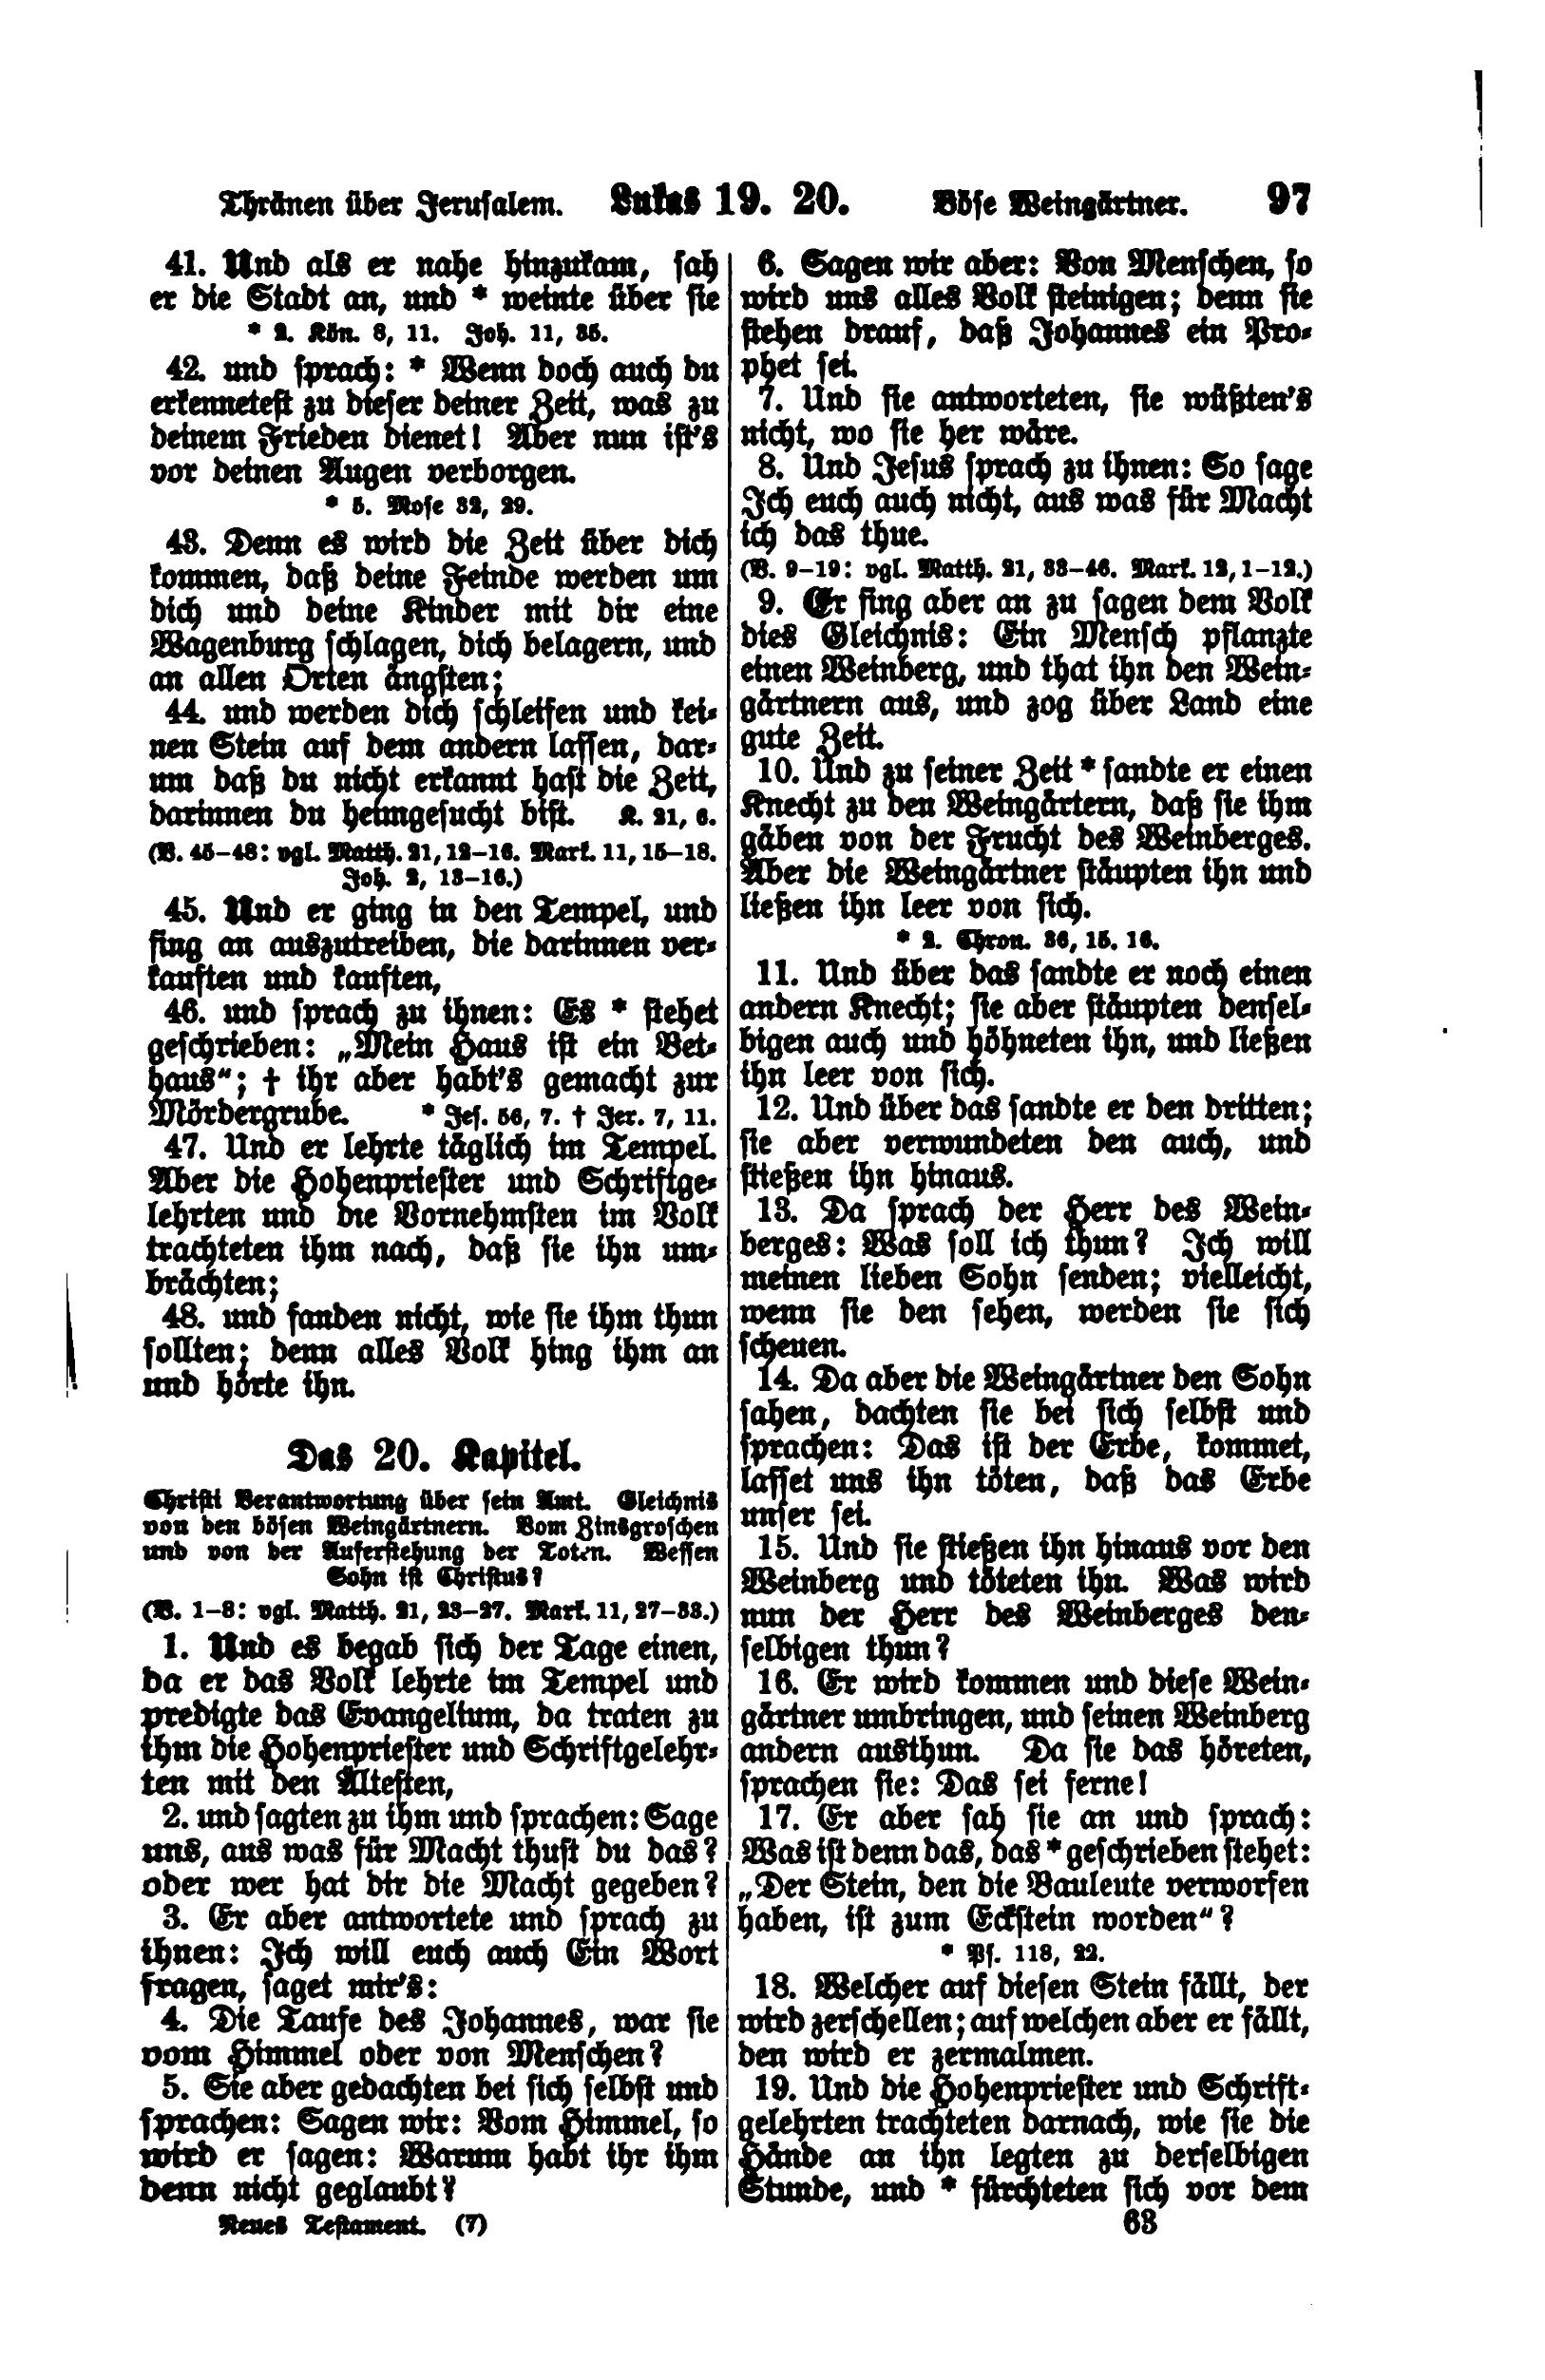 Thränen über Jerusalem. Lukas 19. 20. Böse Weingärtner. 97
41. Und als er nahe hinzukam, sah
er die Stadt an, und * weinte über sie
* 2. Kön. 8, 11. Joh. 11, 35.
42. und sprach: * Wenn doch auch du
erkennetest zu dieser deiner Zeit, was zu
deinem Frieden dienet! Aber nun ist's
vor deinen Augen verborgen.
* 5. Mose 32, 29.
43. Denn es wird die Zeit über dich
kommen, daß deine Feinde werden um
dich und deine Kinder mit dir eine
Wagenburg schlagen, dich belagern, und
an allen Orten ängsten;
44. und werden dich schleifen und kei-
nen Stein auf dem andern lassen, dar-
um daß du nicht erkannt hast die Zeit,
darinnen du heimgesucht bist. K. 21, 6.
(V. 45–48: vgl. Matth. 21, 12–16. Mark. 11, 15–18.
Joh. 2, 13–16.)
45. Und er ging in den Tempel, und
fing an auszutreiben, die darinnen ver-
kauften und kauften,
46. und sprach zu ihnen: Es * stehet
geschrieben: „Mein Haus ist ein Bet-
haus“; † ihr aber habt's gemacht zur
Mördergrube. * Jes. 56, 7. † Jer. 7, 11.
47. Und er lehrte täglich im Tempel.
Aber die Hohenpriester und Schriftge-
lehrten und die Vornehmsten im Volk
trachteten ihm nach, daß sie ihn um-
brächten;
48. und fanden nicht, wie sie ihm thun
sollten; denn alles Volk hing ihm an
und hörte ihn.
Das 20. Kapitel.
Christi Verantwortung über sein Amt. Gleichnis
von den bösen Weingärtnern. Vom Zinsgroschen
und von der Auferstehung der Toten. Wessen
Sohn ist Christus?
(V. 1–8: vgl. Matth. 21, 23–27. Mark. 11, 27–33.)
1. Und es begab sich der Tage einen,
da er das Volk lehrte im Tempel und
predigte das Evangelium, da traten zu
ihm die Hohenpriester und Schriftgelehr-
ten mit den Ältesten,
2. und sagten zu ihm und sprachen: Sage
uns, aus was für Macht thust du das?
oder wer hat dir die Macht gegeben?
3. Er aber antwortete und sprach zu
ihnen: Ich will euch auch Ein Wort
fragen, saget mir's:
4. Die Taufe des Johannes, war sie
vom Himmel oder von Menschen?
5. Sie aber gedachten bei sich selbst und
sprachen: Sagen wir: Vom Himmel, so
wird er sagen: Warum habt ihr ihm
denn nicht geglaubt?
Neues Testament. (7)
6. Sagen wir aber: Von Menschen, so
wird uns alles Volk steinigen; denn sie
stehen drauf, daß Johannes ein Pro-
phet sei.
7. Und sie antworteten, sie wüßten's
nicht, wo sie her wäre.
8. Und Jesus sprach zu ihnen: So sage
Ich euch auch nicht, aus was für Macht
ich das thue.
(V. 9–19: vgl. Matth. 21, 33–46. Mark. 12, 1–12.)
9. Er fing aber an zu sagen dem Volk
dies Gleichnis: Ein Mensch pflanzte
einen Weinberg, und that ihn den Wein-
gärtnern aus, und zog über Land eine
gute Zeit.
10. Und zu seiner Zeit * sandte er einen
Knecht zu den Weingärtern, daß sie ihm
gäben von der Frucht des Weinberges.
Aber die Weingärtner stäupten ihn und
ließen ihn leer von sich.
* 2. Chron. 36, 15. 16.
11. Und über das sandte er noch einen
andern Knecht; sie aber stäupten densel-
bigen auch und höhneten ihn, und ließen
ihn leer von sich.
12. Und über das sandte er den dritten;
sie aber verwundeten den auch, und
stießen ihn hinaus.
13. Da sprach der Herr des Wein-
berges: Was soll ich thun? Ich will
meinen lieben Sohn senden; vielleicht,
wenn sie den sehen, werden sie sich
scheuen.
14. Da aber die Weingärtner den Sohn
sahen, dachten sie bei sich selbst und
sprachen: Das ist der Erbe, kommet,
lasset uns ihn töten, daß das Erbe
unser sei.
15. Und sie stießen ihn hinaus vor den
Weinberg und töteten ihn. Was wird
nun der Herr des Weinberges den-
selbigen thun?
16. Er wird kommen und diese Wein-
gärtner umbringen, und seinen Weinberg
andern austhun. Da sie das höreten,
sprachen sie: Das sei ferne!
17. Er aber sah sie an und sprach:
Was ist denn das, das * geschrieben stehet:
„Der Stein, den die Bauleute verworfen
haben, ist zum Eckstein worden“?
* Ps. 118, 22.
18. Welcher auf diesen Stein fällt, der
wird zerschellen; auf welchen aber er fällt,
den wird er zermalmen.
19. Und die Hohenpriester und Schrift-
gelehrten trachteten darnach, wie sie die
Hände an ihn legten zu derselbigen
Stunde, und * fürchteten sich vor dem
63